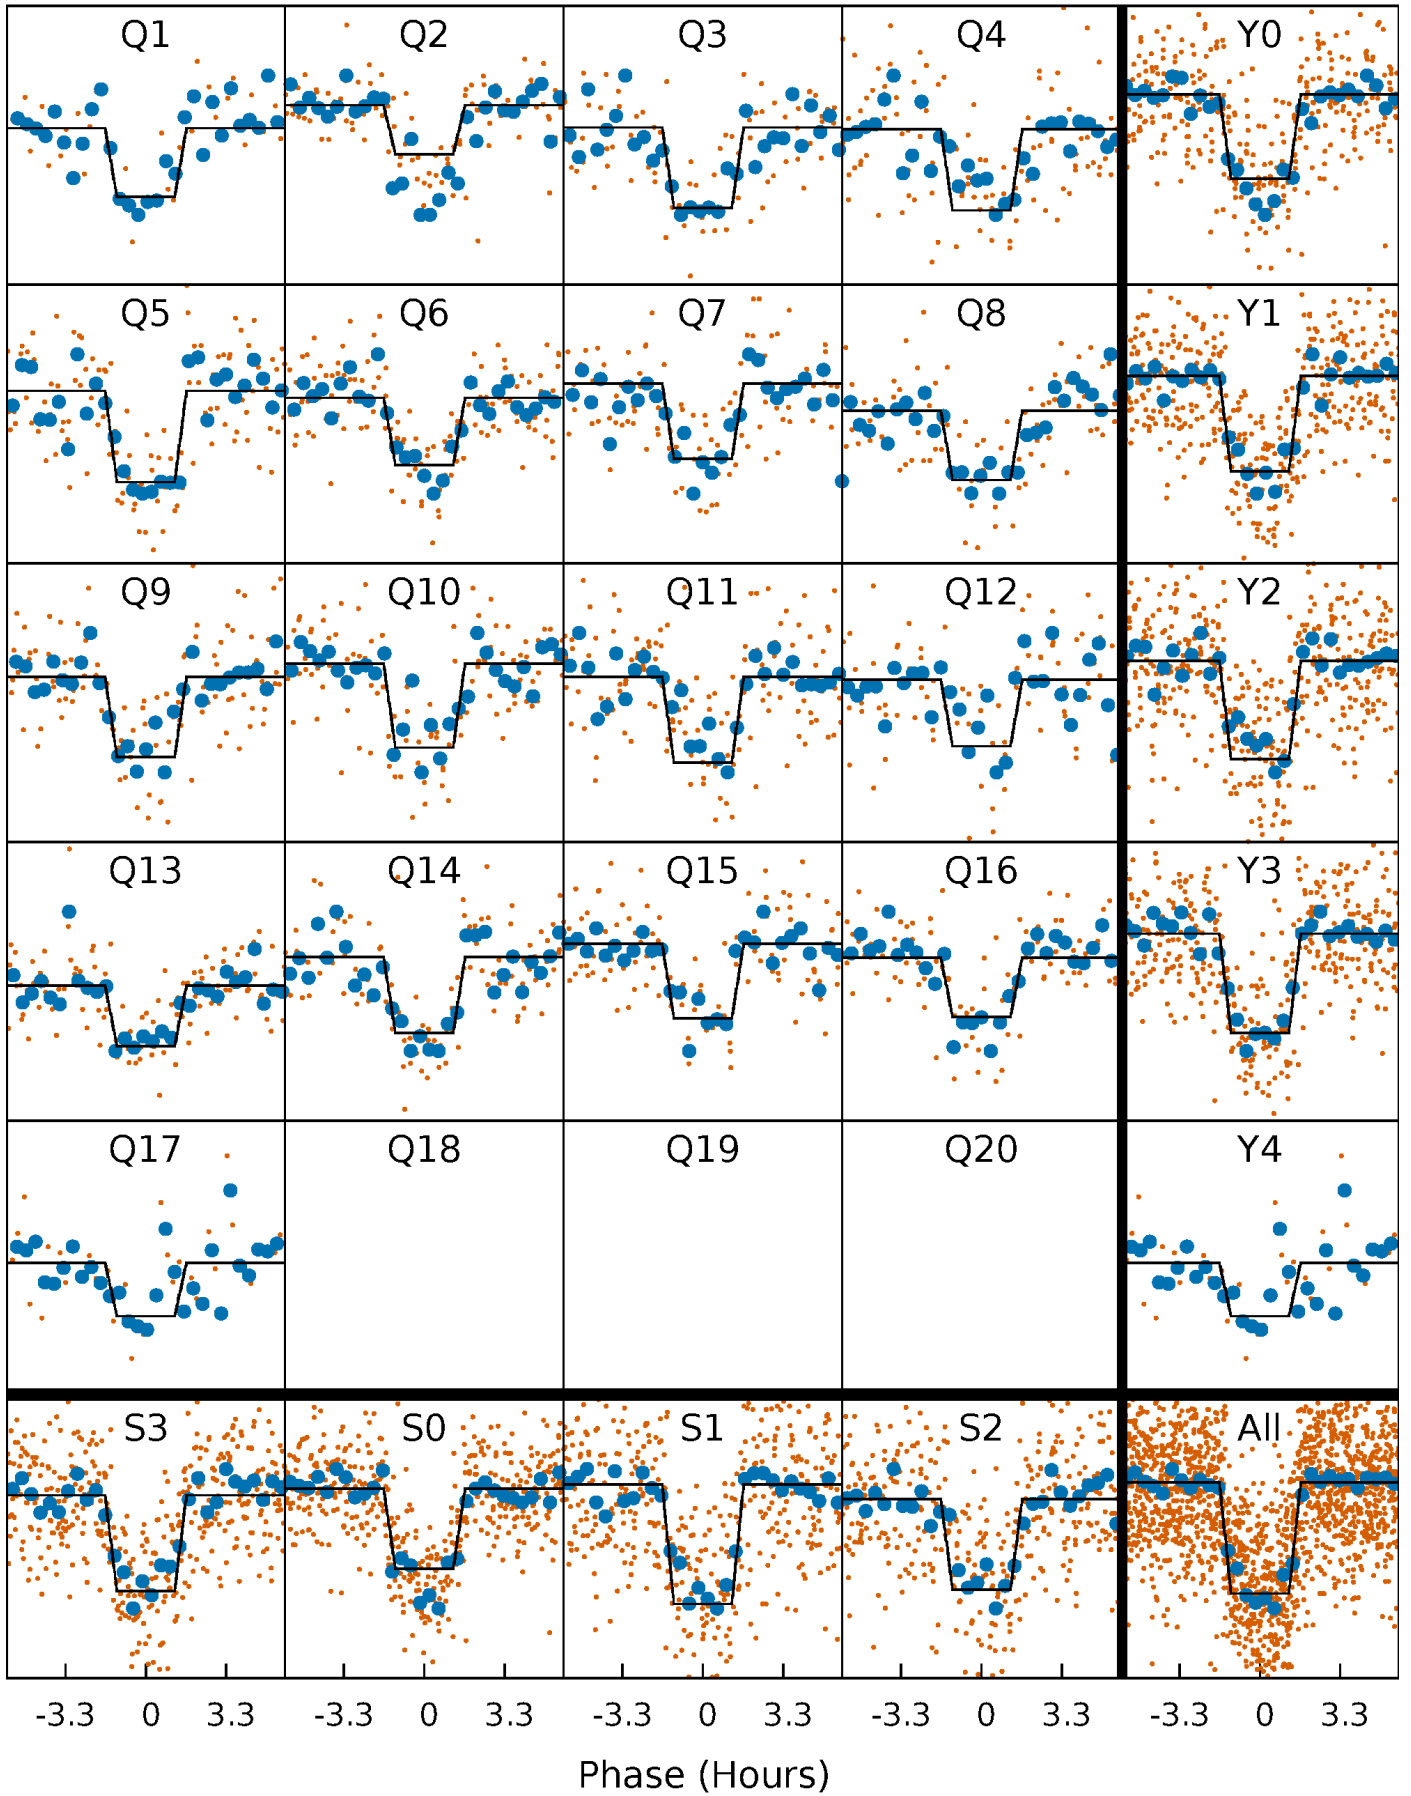 Q1 Q2 Q3 Q4 Y0
Q5 Q6 Q7 Q8 Y1
Q9 Q10 Q11 Q12 Y2
Q13 Q14 Q15 Q16 Y3
Q17 Q18 Q19 Q20 Y4
S3 S0 S1 S2 All
-3.3 0 3.3 -3.3 0 3.3 -3.3 0 3.3 -3.3 0 3.3 -3.3 0 3.3
Phase (Hours)